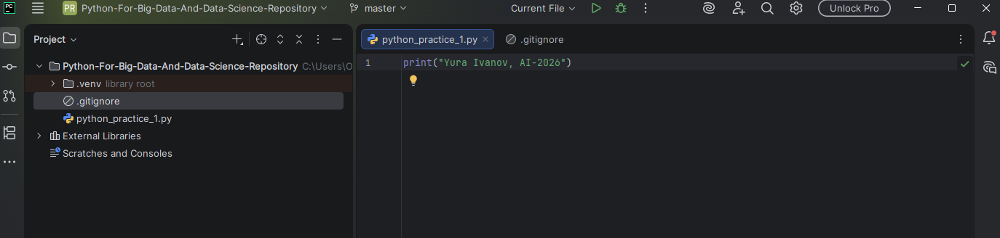 PC PR Python-For-Big-Data-And-Data-Science-Repository master Current File Unlock Pro
Project
python_practice_1.py .gitignore
Python-For-Big-Data-And-Data-Science-Repository C:\Users\O
.venv library root
.gitignore
python_practice_1.py
External Libraries
Scratches and Consoles
1 print("Yura Ivanov, AI-2026")